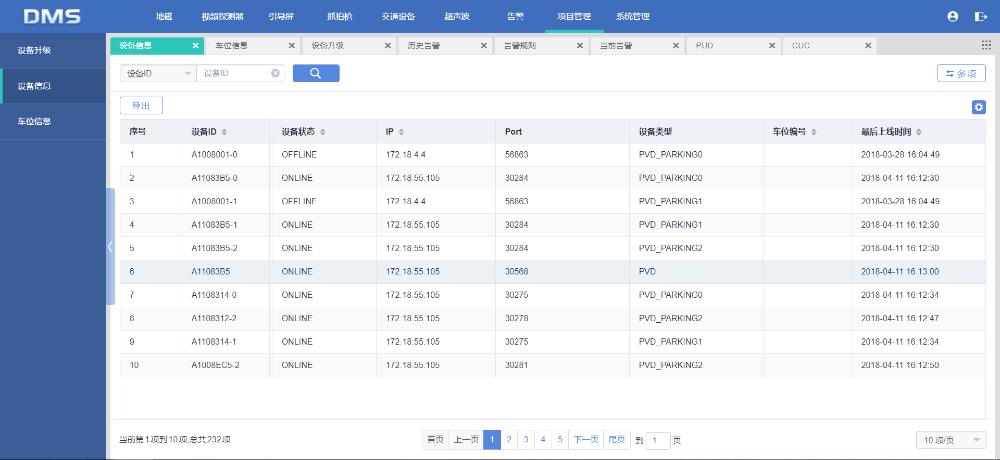 DMS 地磁 视频探测器 引导屏 抓拍枪 交通设备 超声波 告警 项目管理 系统管理
设备升级
设备信息
车位信息
设备信息 车位信息 设备升级 历史告警 告警规则 当前告警 PUD CUC
设备ID 设备ID 多项
导出
序号 设备ID 设备状态 IP Port 设备类型 车位编号 最后上线时间
1 A1008001-0 OFFLINE 172.18.4.4 56863 PVD_PARKING0 2018-03-28 16:04:49
2 A11083B5-0 ONLINE 172.18.55.105 30284 PVD_PARKING0 2018-04-11 16:12:30
3 A1008001-1 OFFLINE 172.18.4.4 56863 PVD_PARKING1 2018-03-28 16:04:49
4 A11083B5-1 ONLINE 172.18.55.105 30284 PVD_PARKING1 2018-04-11 16:12:30
5 A11083B5-2 ONLINE 172.18.55.105 30284 PVD_PARKING2 2018-04-11 16:12:30
6 A11083B5 ONLINE 172.18.55.105 30568 PVD 2018-04-11 16:13:00
7 A1108314-0 ONLINE 172.18.55.105 30275 PVD_PARKING0 2018-04-11 16:12:34
8 A1108312-2 ONLINE 172.18.55.105 30278 PVD_PARKING2 2018-04-11 16:12:47
9 A1108314-1 ONLINE 172.18.55.105 30275 PVD_PARKING1 2018-04-11 16:12:34
10 A1008EC5-2 ONLINE 172.18.55.105 30281 PVD_PARKING2 2018-04-11 16:12:50
当前第1项到10项,总共232项 首页 上一页 1 2 3 4 5 下一页 尾页 到 1 页 10 项/页